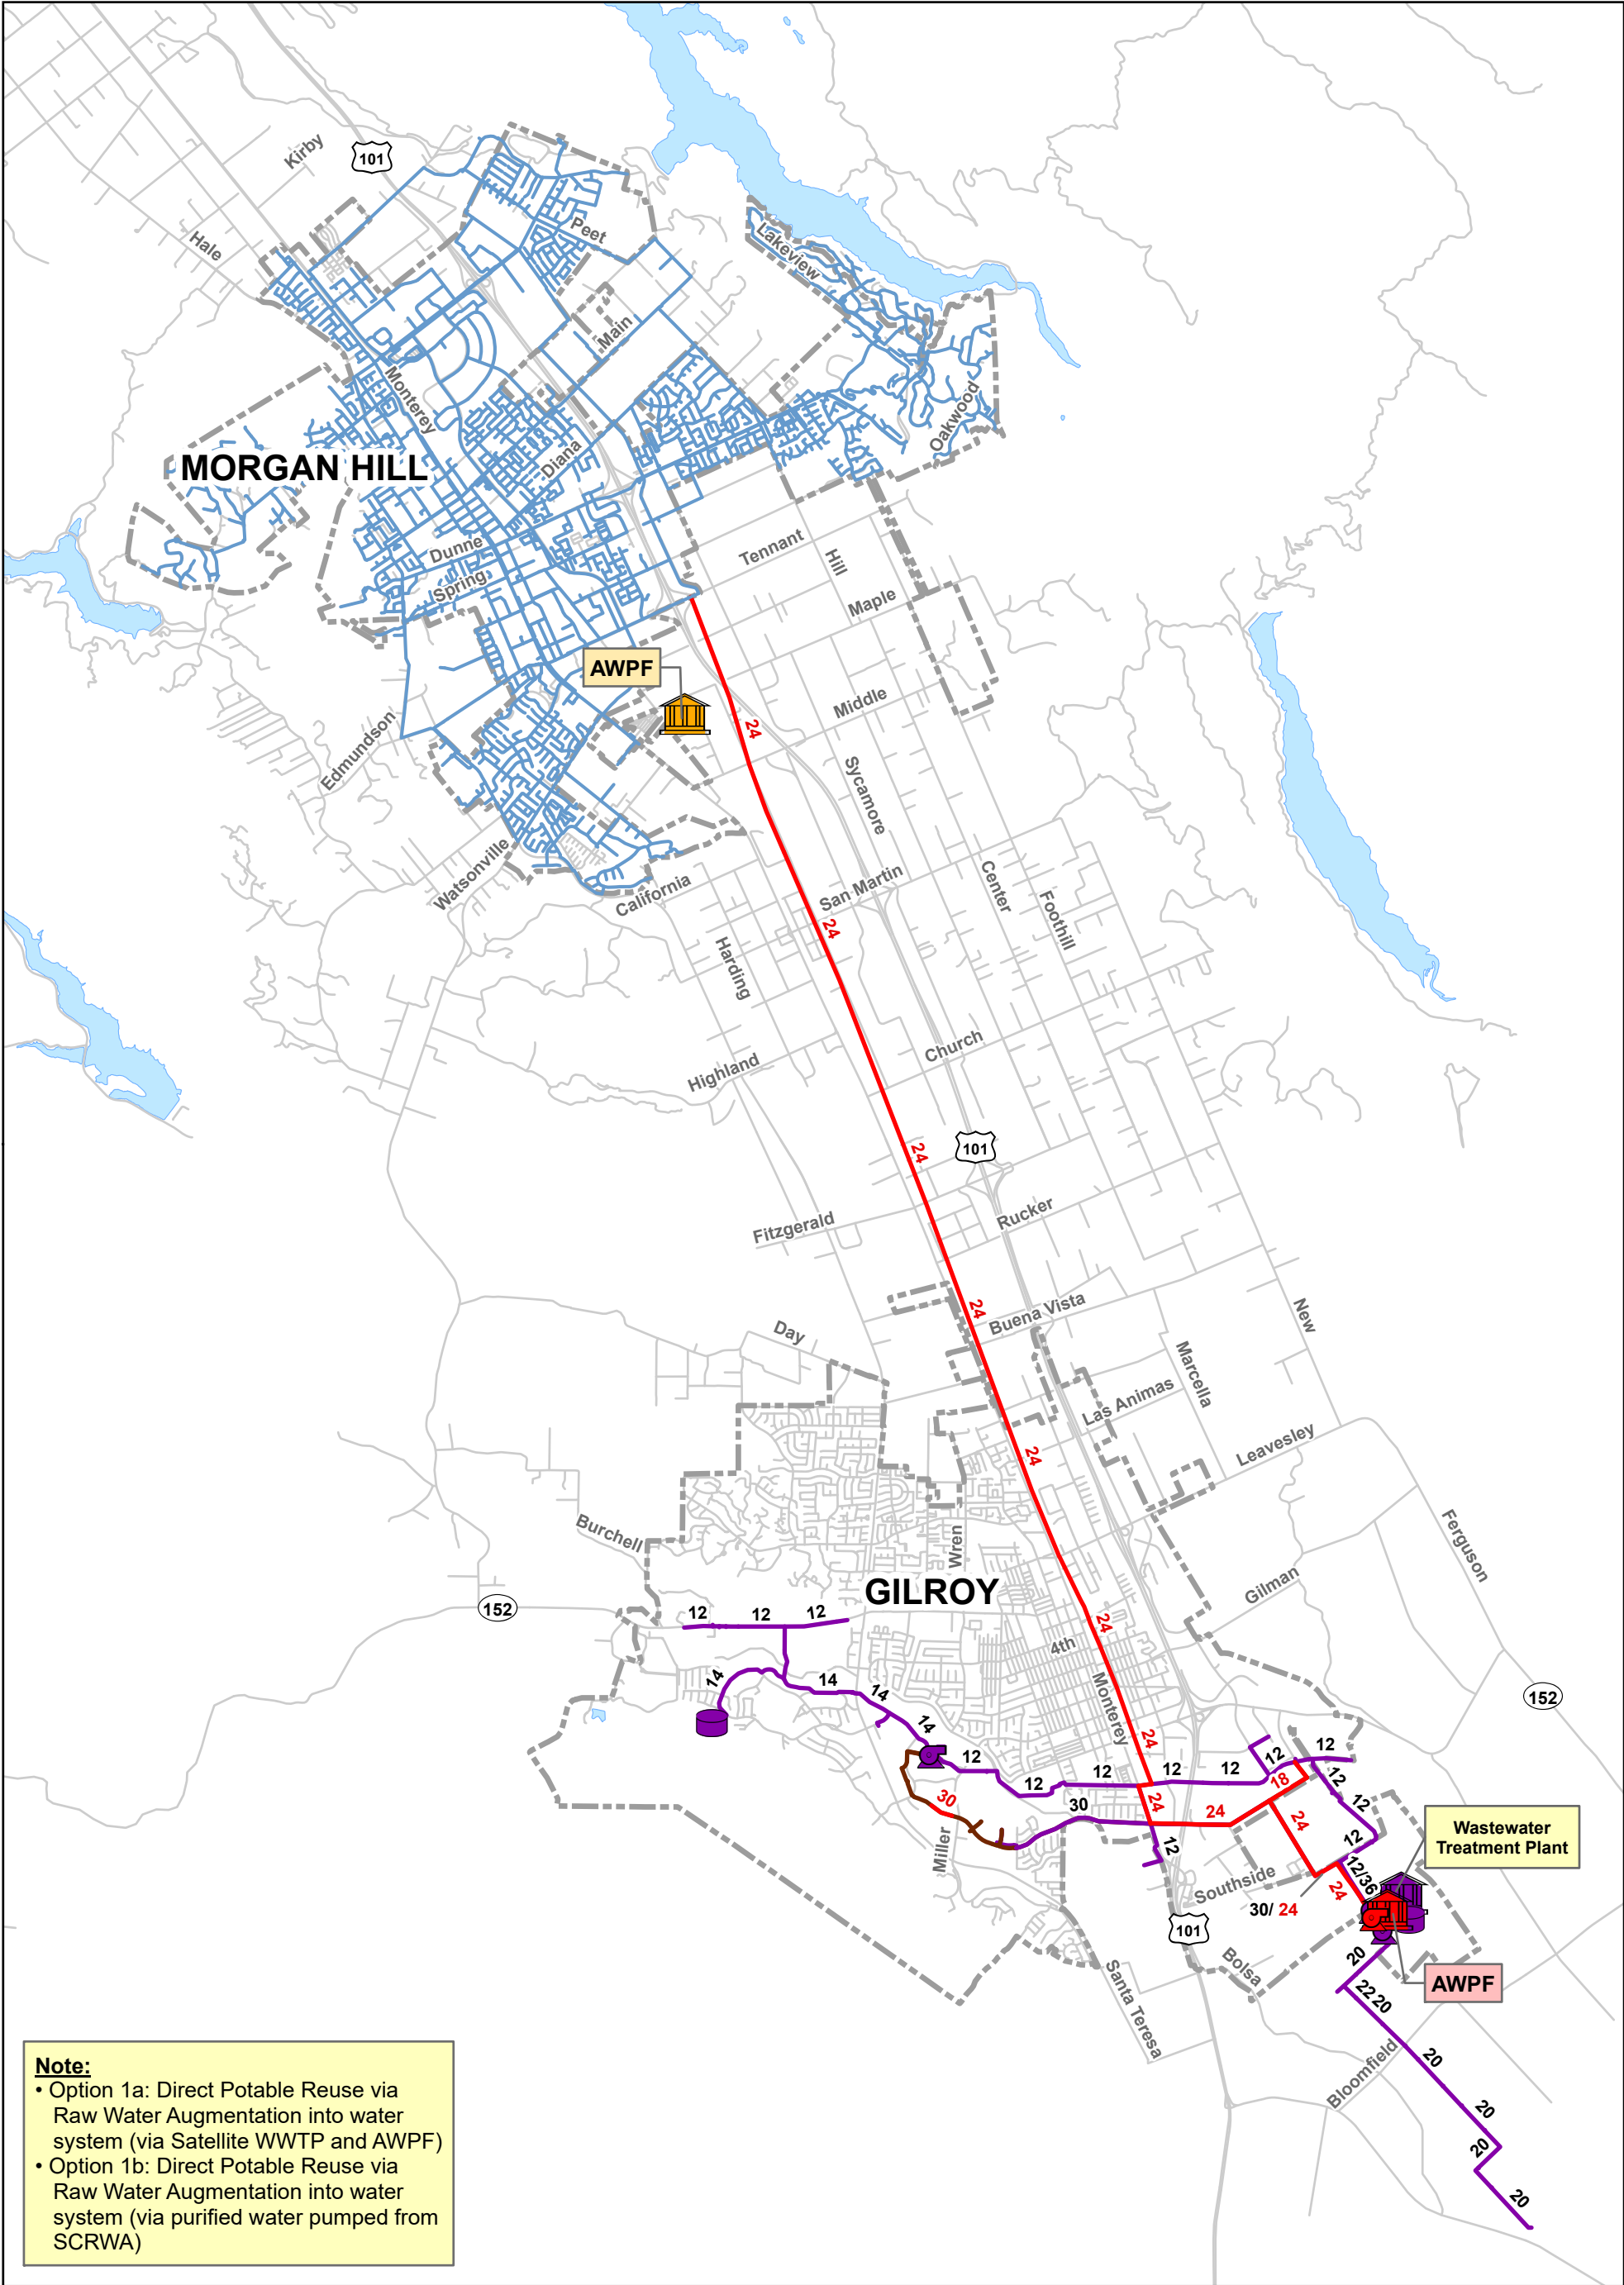 Kirby
101
Hale
Peet
Lakeview
Main
Monterey
Oakwood
MORGAN HILL
Diana
Dunne
Spring
Tennant
Hill
Maple
AWPF
Middle
24
Edmundson
Sycamore
Watsonville
California
San Martin
Center
Foothill
24
Harding
Church
Highland
24
101
Fitzgerald
Rucker
24
Buena Vista
New
Day
Marcella
Las Animas
24
Leavesley
Burchell
Wren
Ferguson
GILROY
Gilman
152
12
12
12
24
4th
14
14
14
14
Monterey
152
24
12
12
12
12
12
12
12
12
18
12
12
30
30
24
24
24
Miller
12
12
Wastewater
Treatment Plant
12/36
24
Southside
30/ 24
101
Bolsa
20
AWPF
Santa Teresa
22
20
20
Bloomfield
20
20
20
Note:
• Option 1a: Direct Potable Reuse via
Raw Water Augmentation into water
system (via Satellite WWTP and AWPF)
• Option 1b: Direct Potable Reuse via
Raw Water Augmentation into water
system (via purified water pumped from
SCRWA)